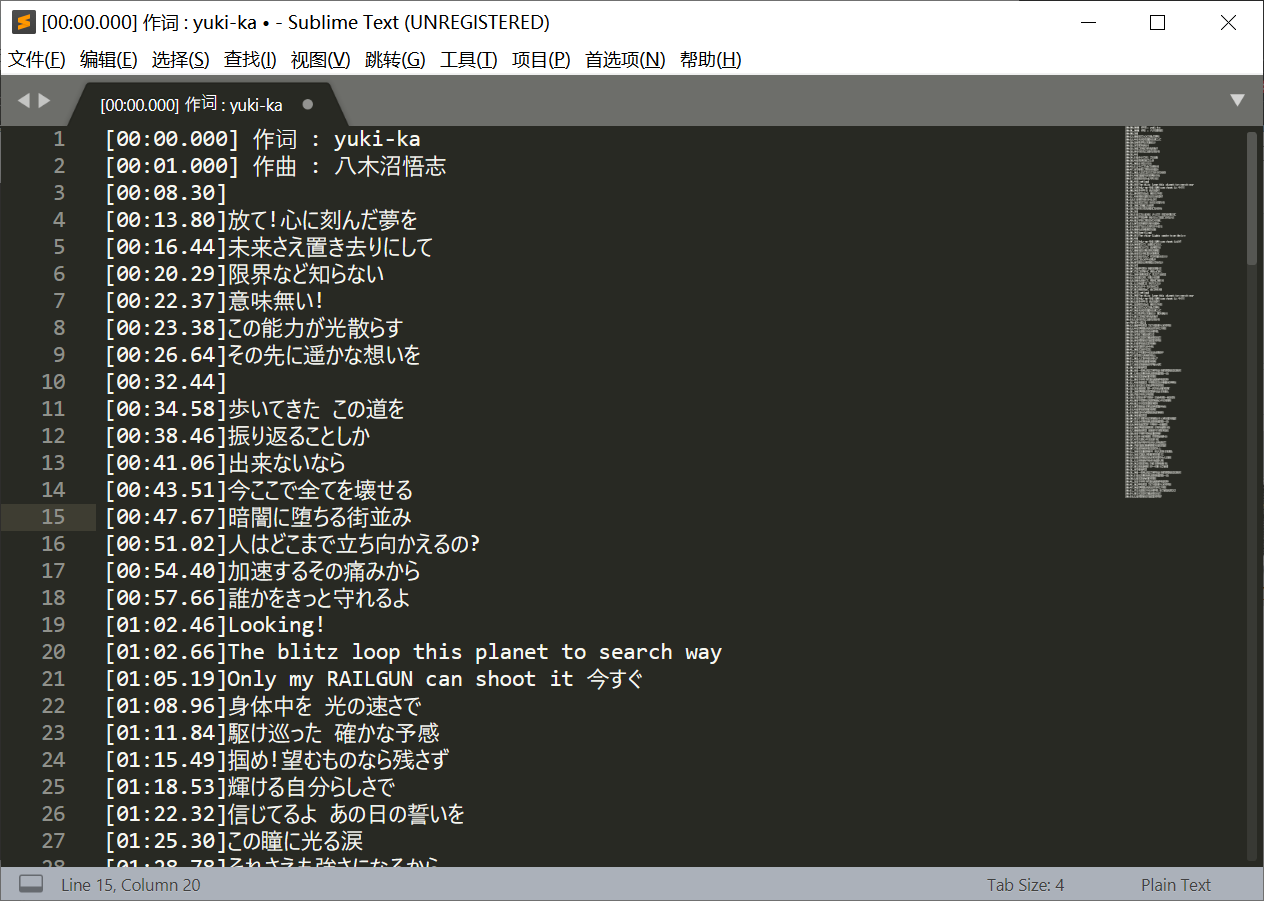 [00:00.000] 作词 : yuki-ka • - Sublime Text (UNREGISTERED)
文件(F) 编辑(E) 选择(S) 查找(I) 视图(V) 跳转(G) 工具(T) 项目(P) 首选项(N) 帮助(H)
[00:00.000] 作词 : yuki-ka
1 [00:00.000] 作词 : yuki-ka
2 [00:01.000] 作曲 : 八木沼悟志
3 [00:08.30]
4 [00:13.80]放て!心に刻んだ夢を
5 [00:16.44]未来さえ置き去りにして
6 [00:20.29]限界など知らない
7 [00:22.37]意味無い!
8 [00:23.38]この能力が光散らす
9 [00:26.64]その先に遥かな想いを
10 [00:32.44]
11 [00:34.58]歩いてきた この道を
12 [00:38.46]振り返ることしか
13 [00:41.06]出来ないなら
14 [00:43.51]今ここで全てを壊せる
15 [00:47.67]暗闇に堕ちる街並み
16 [00:51.02]人はどこまで立ち向かえるの?
17 [00:54.40]加速するその痛みから
18 [00:57.66]誰かをきっと守れるよ
19 [01:02.46]Looking!
20 [01:02.66]The blitz loop this planet to search way
21 [01:05.19]Only my RAILGUN can shoot it 今すぐ
22 [01:08.96]身体中を 光の速さで
23 [01:11.84]駆け巡った 確かな予感
24 [01:15.49]掴め!望むものなら残さず
25 [01:18.53]輝ける自分らしさで
26 [01:22.32]信じてるよ あの日の誓いを
27 [01:25.30]この瞳に光る涙
28 [01:28.78]それさえも強さになるから
Line 15, Column 20 Tab Size: 4 Plain Text